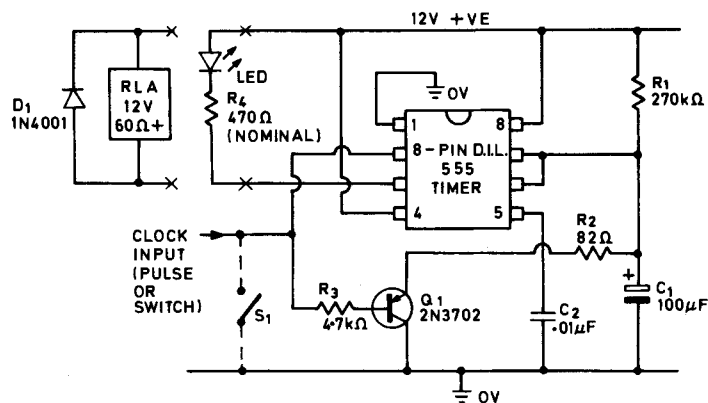 12V +VE
D1
1N4001
RLA
12V
60Ω+
LED
R4
470Ω
(NOMINAL)
0V
1
8
8-PIN D.I.L.
555
TIMER
4
5
R1
270kΩ
CLOCK
INPUT
(PULSE
OR
SWITCH)
S1
R3
4.7kΩ
Q1
2N3702
R2
82Ω
C2
.01µF
+
C1
100µF
0V